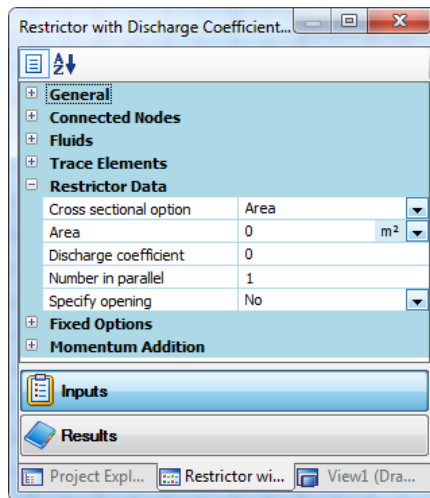 Restrictor with Discharge Coefficient...
General
Connected Nodes
Fluids
Trace Elements
Restrictor Data
Cross sectional option Area
Area 0 m²
Discharge coefficient 0
Number in parallel 1
Specify opening No
Fixed Options
Momentum Addition
Inputs
Results
Project Expl... Restrictor wi... View1 (Dra...